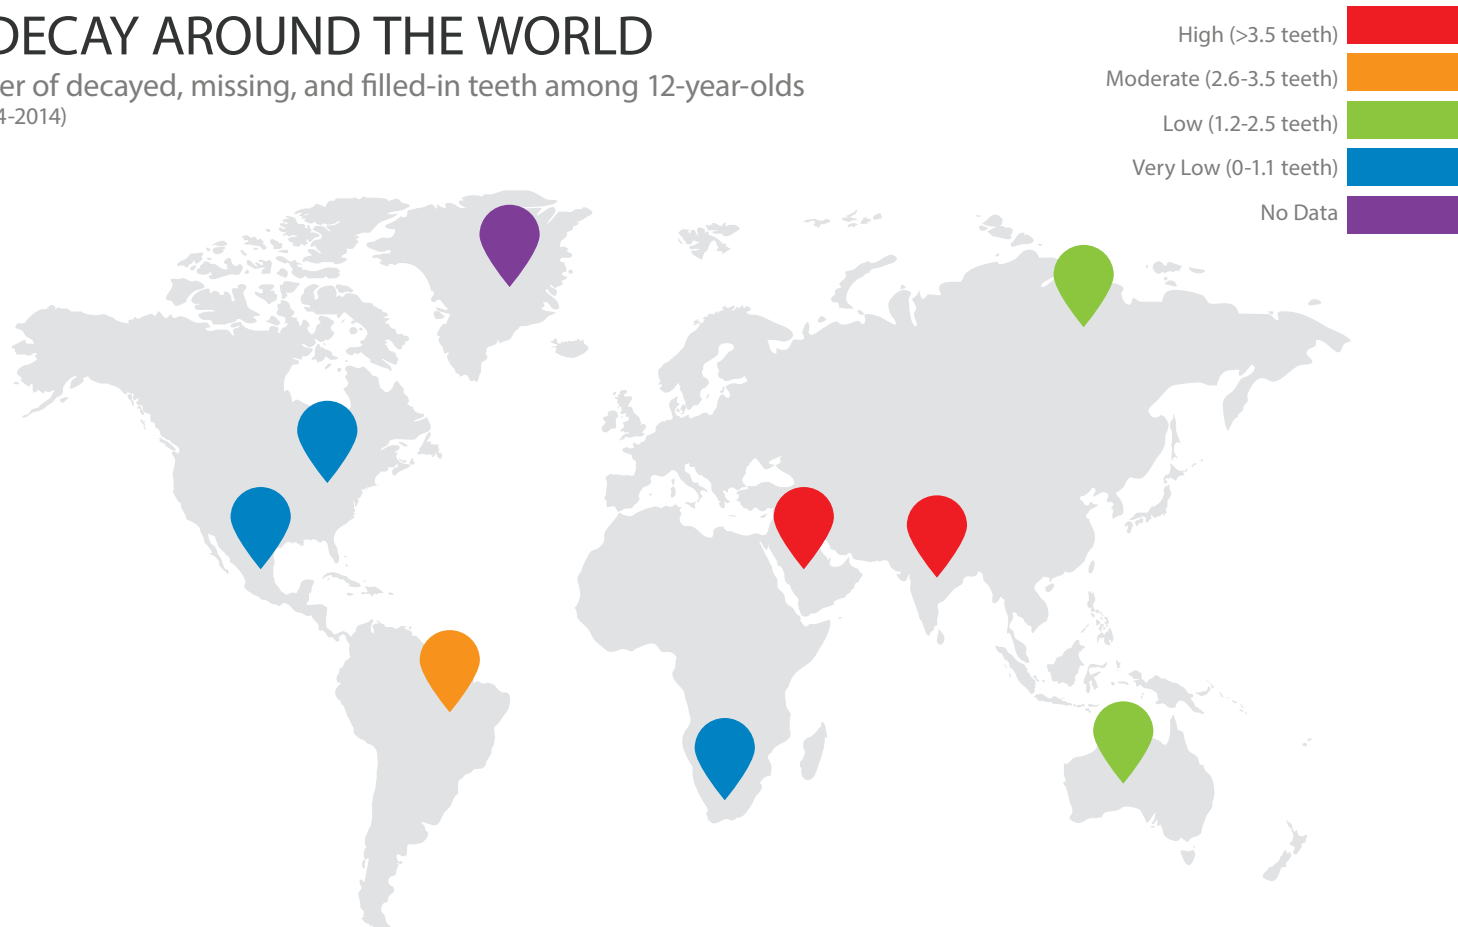 DECAY AROUND THE WORLD
er of decayed, missing, and filled-in teeth among 12-year-olds
4-2014)
High (>3.5 teeth)
Moderate (2.6-3.5 teeth)
Low (1.2-2.5 teeth)
Very Low (0-1.1 teeth)
No Data